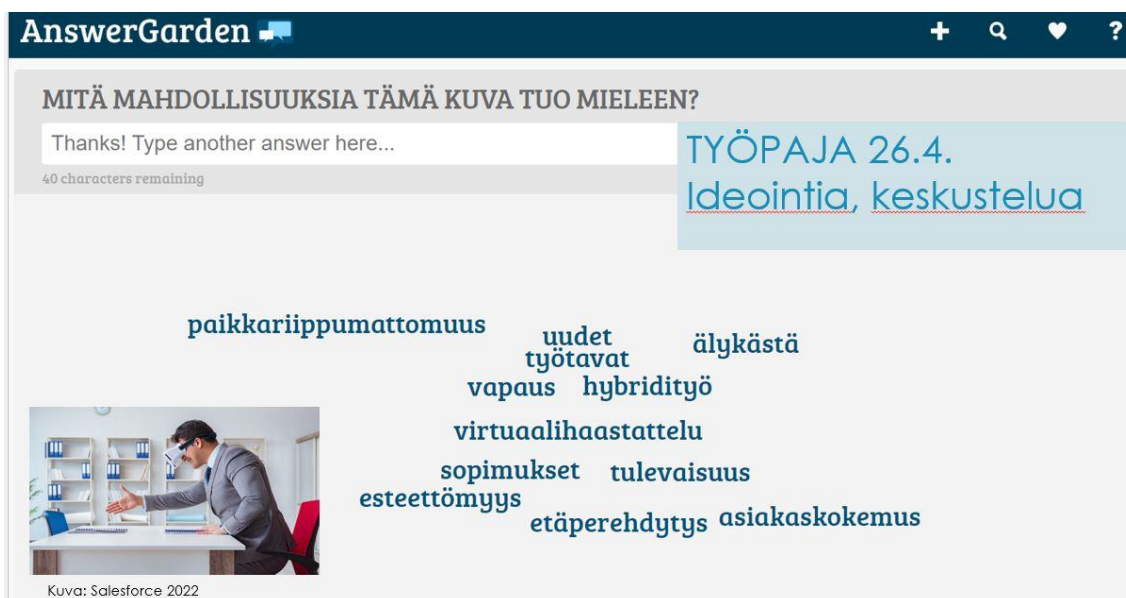 AnswerGarden
MITÄ MAHDOLLISUUKSIA TÄMÄ KUVA TUO MIELEEN?
Thanks! Type another answer here...
40 characters remaining
TYÖPAJA 26.4.
Ideointia, keskustelua
paikkariippumattomuus
uudet
työtavat
älykästä
vapaus
hybridityö
virtuaalihaastattelu
sopimukset
tulevaisuus
esteettömyys
etäperehdytys
asiakaskokemus
Kuva: Salesforce 2022